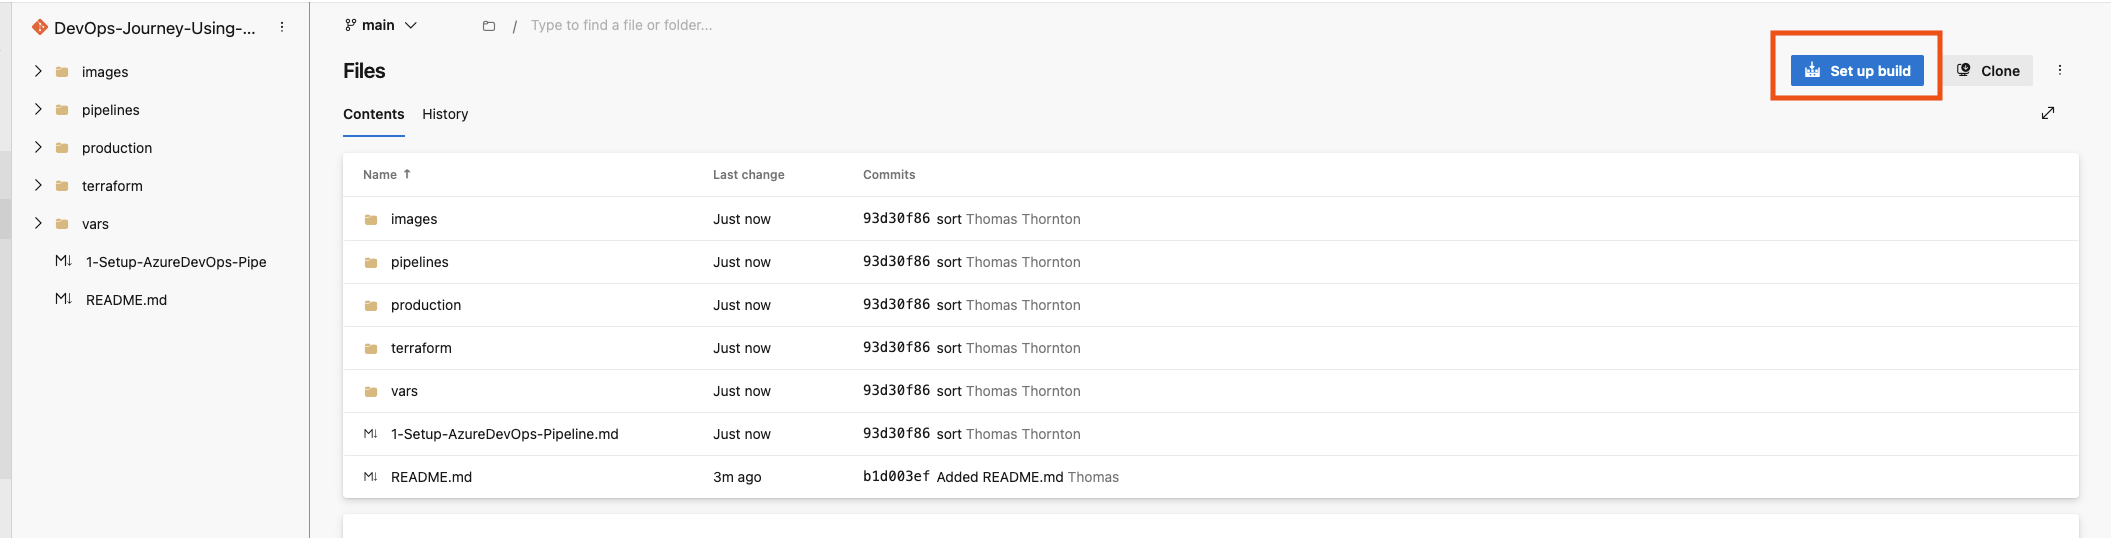 DevOps-Journey-Using-...
images
pipelines
production
terraform
vars
M↓ 1-Setup-AzureDevOps-Pipe
M↓ README.md
main
/ Type to find a file or folder...
Files
Set up build
Clone
Contents History
Name ↑ Last change Commits
images Just now 93d30f86 sort Thomas Thornton
pipelines Just now 93d30f86 sort Thomas Thornton
production Just now 93d30f86 sort Thomas Thornton
terraform Just now 93d30f86 sort Thomas Thornton
vars Just now 93d30f86 sort Thomas Thornton
M↓ 1-Setup-AzureDevOps-Pipeline.md Just now 93d30f86 sort Thomas Thornton
M↓ README.md 3m ago b1d003ef Added README.md Thomas